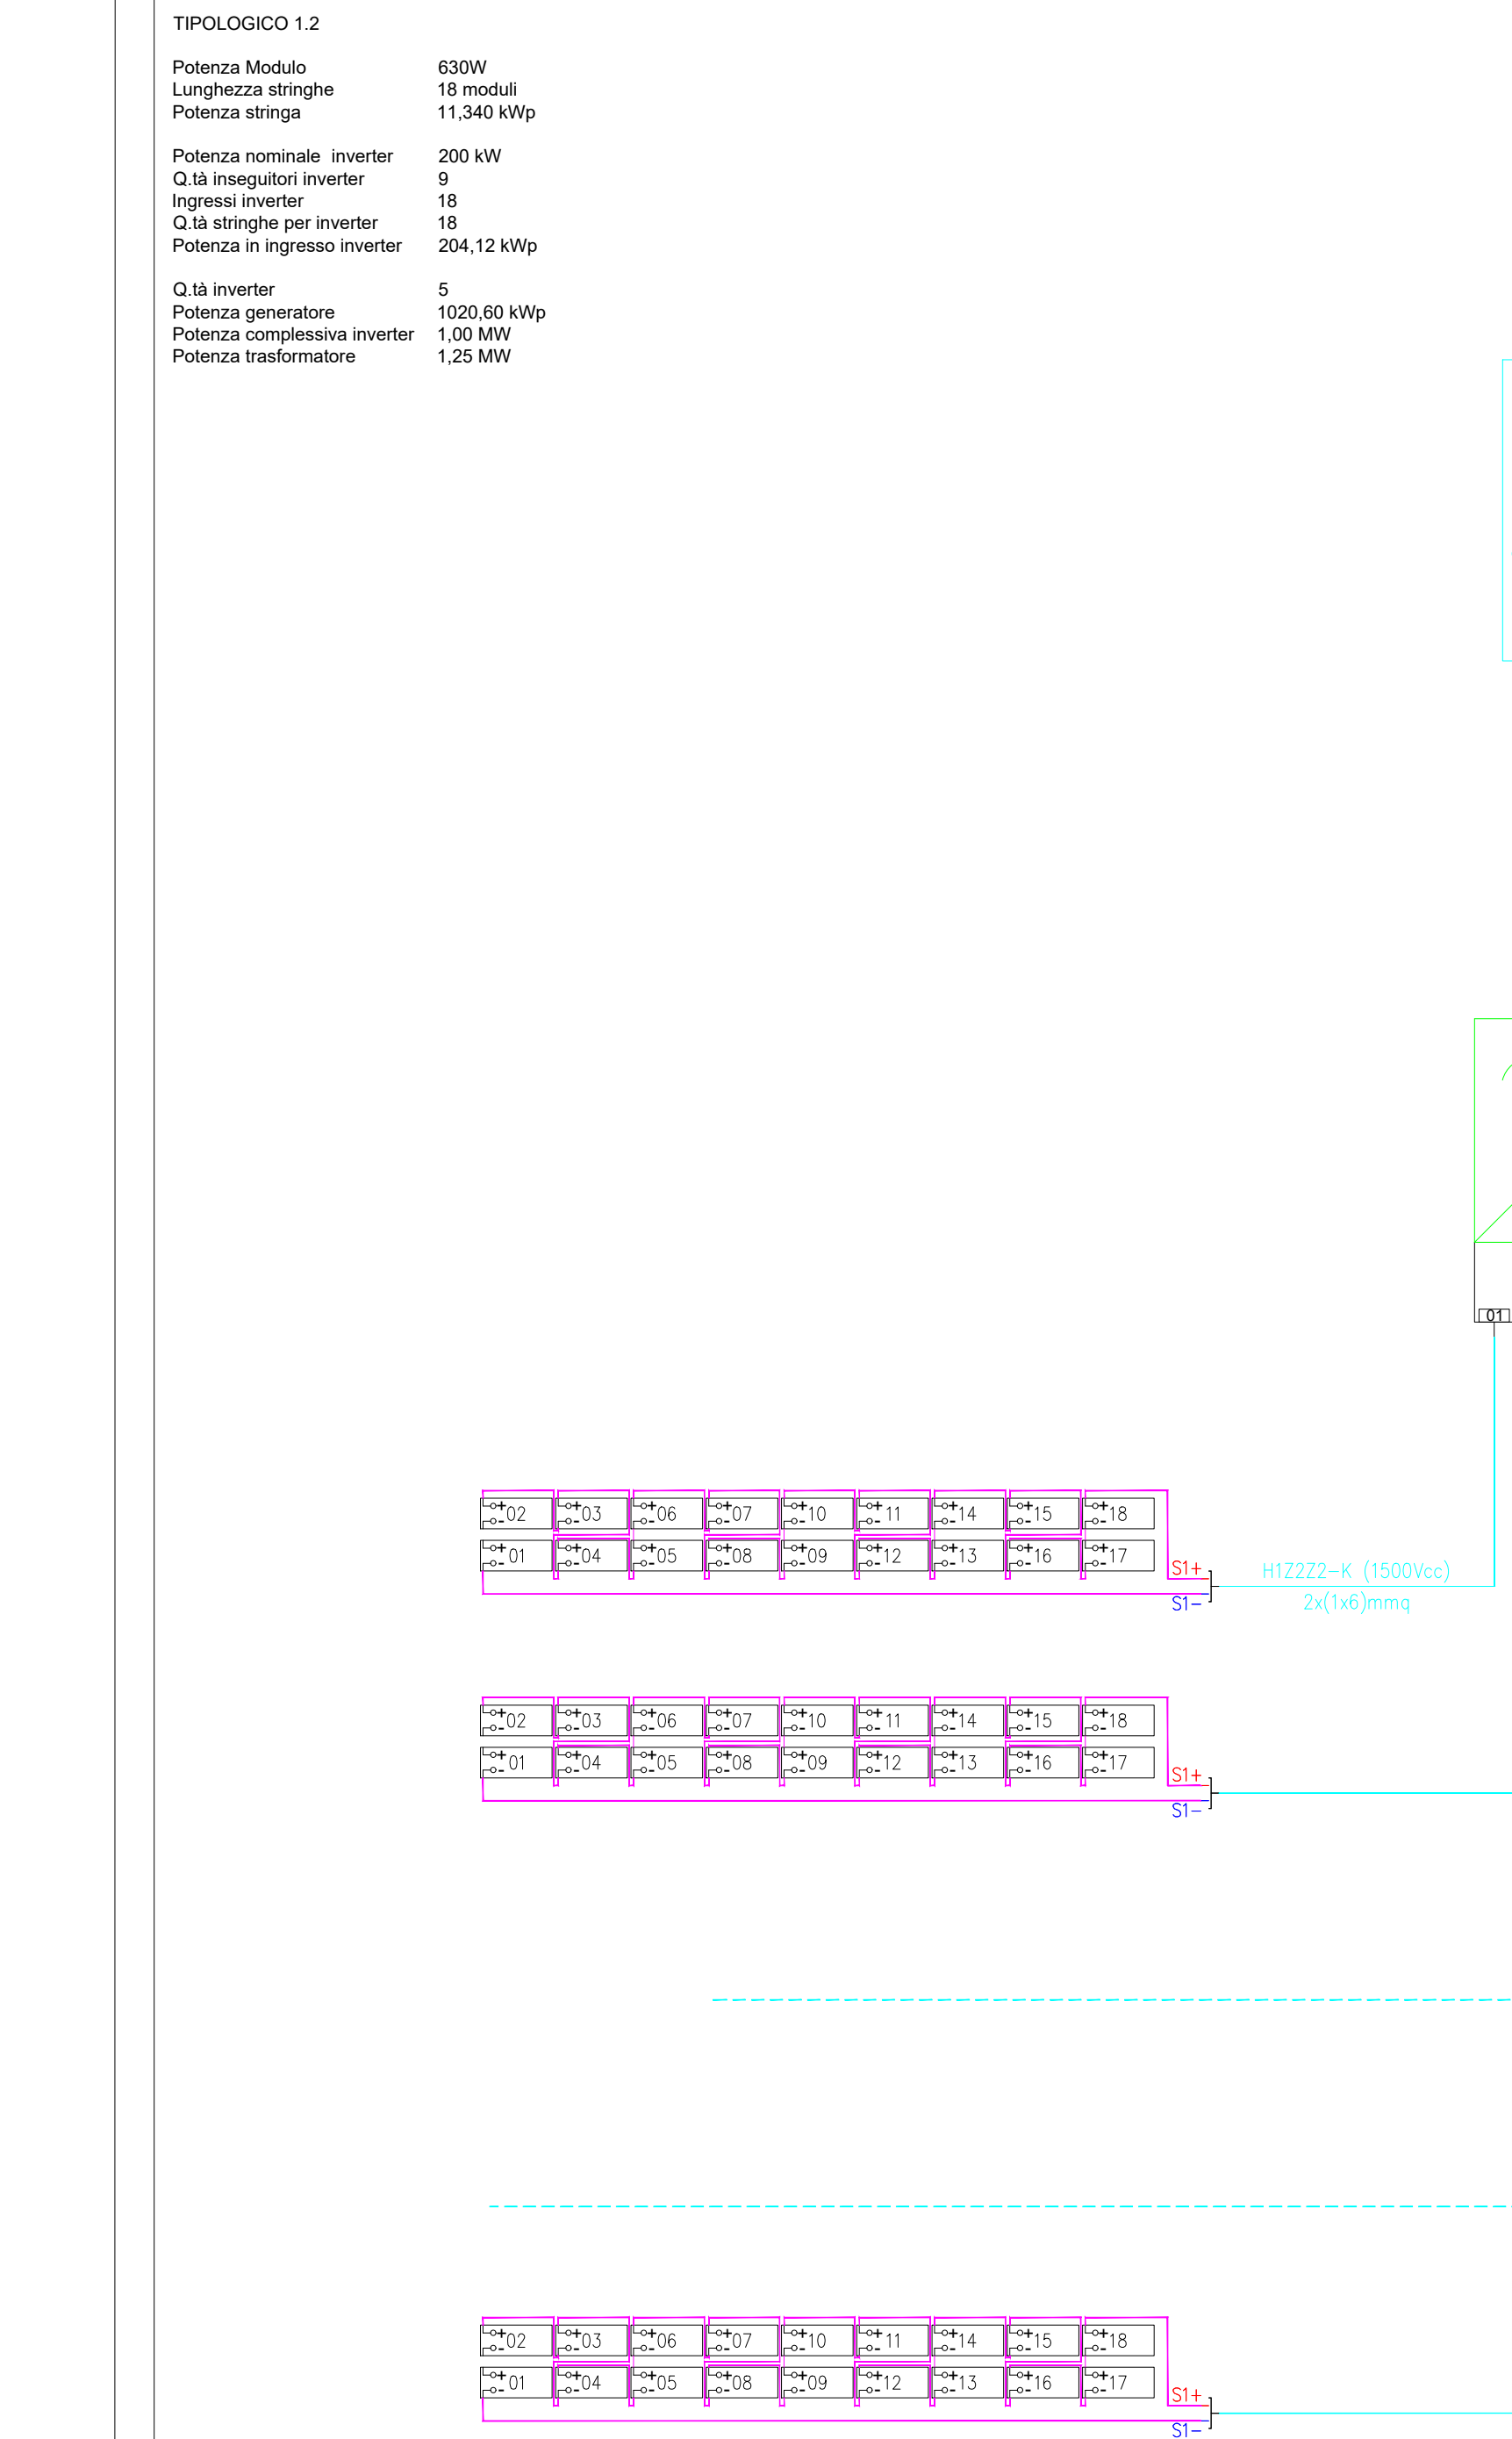 TIPOLOGICO 1.2
Potenza Modulo 630W
Lunghezza stringhe 18 moduli
Potenza stringa 11,340 kWp
Potenza nominale inverter 200 kW
Q.tà inseguitori inverter 9
Ingressi inverter 18
Q.tà stringhe per inverter 18
Potenza in ingresso inverter 204,12 kWp
Q.tà inverter 5
Potenza generatore 1020,60 kWp
Potenza complessiva inverter 1,00 MW
Potenza trasformatore 1,25 MW
01
+ 02 + 03 + 06 + 07 + 10 + 11 + 14 + 15 + 18
- - - - - - - - -
+ 01 + 04 + 05 + 08 + 09 + 12 + 13 + 16 + 17
- - - - - - - - -
S1+
H1Z2Z2-K (1500Vcc)
S1-
2x(1x6)mmq
+ 02 + 03 + 06 + 07 + 10 + 11 + 14 + 15 + 18
- - - - - - - - -
+ 01 + 04 + 05 + 08 + 09 + 12 + 13 + 16 + 17
- - - - - - - - -
S1+
S1-
+ 02 + 03 + 06 + 07 + 10 + 11 + 14 + 15 + 18
- - - - - - - - -
+ 01 + 04 + 05 + 08 + 09 + 12 + 13 + 16 + 17
- - - - - - - - -
S1+
S1-